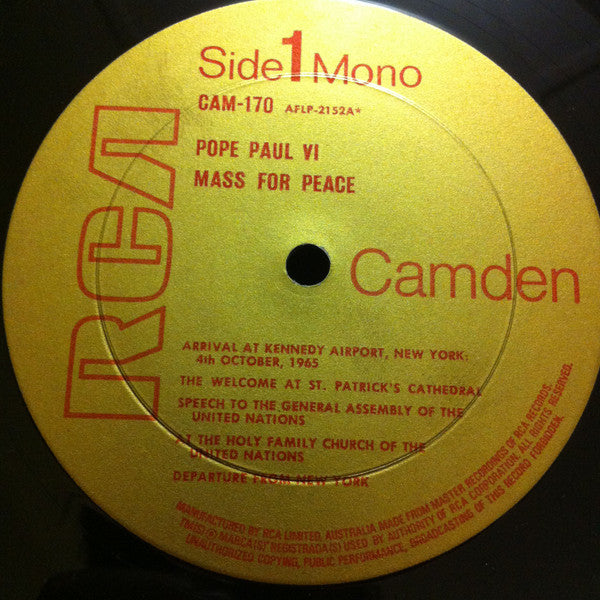 Side 1 Mono
CAM-170 AFLP-2152A*
POPE PAUL VI
MASS FOR PEACE
RCA
Camden
ARRIVAL AT KENNEDY AIRPORT, NEW YORK:
4th OCTOBER, 1965
THE WELCOME AT ST. PATRICK'S CATHEDRAL
SPEECH TO THE GENERAL ASSEMBLY OF THE
UNITED NATIONS
AT THE HOLY FAMILY CHURCH OF THE
UNITED NATIONS
DEPARTURE FROM NEW YORK
MANUFACTURED BY RCA LIMITED, AUSTRALIA MADE FROM MASTER RECORDINGS OF RCA RECORDS.
TMK(S) ® MARCA(S) REGISTRADA(S) USED BY AUTHORITY OF RCA CORPORATION. ALL RIGHTS RESERVED.
UNAUTHORIZED COPYING, PUBLIC PERFORMANCE, BROADCASTING OF THIS RECORD FORBIDDEN.